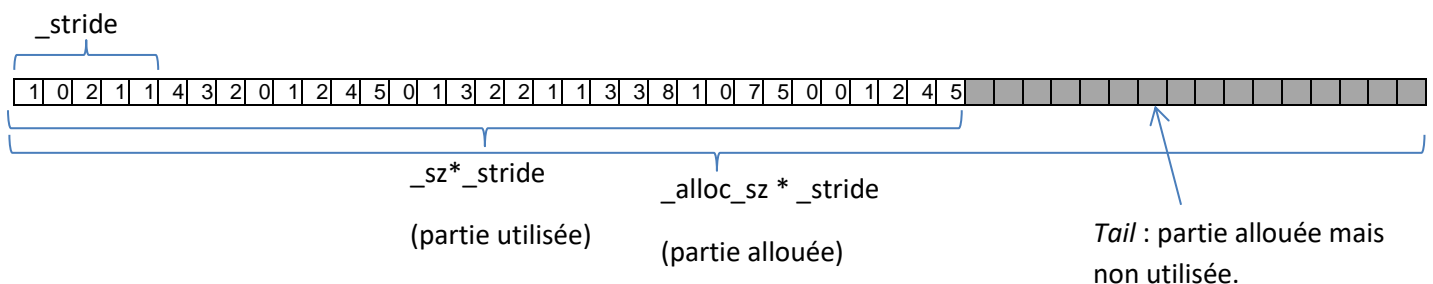 _stride
1 0 2 1 1 4 3 2 0 1 2 4 5 0 1 3 2 2 1 1 3 3 8 1 0 7 5 0 0 1 2 4 5
_sz*_stride
(partie utilisée)
_alloc_sz * _stride
(partie allouée)
Tail : partie allouée mais
non utilisée.